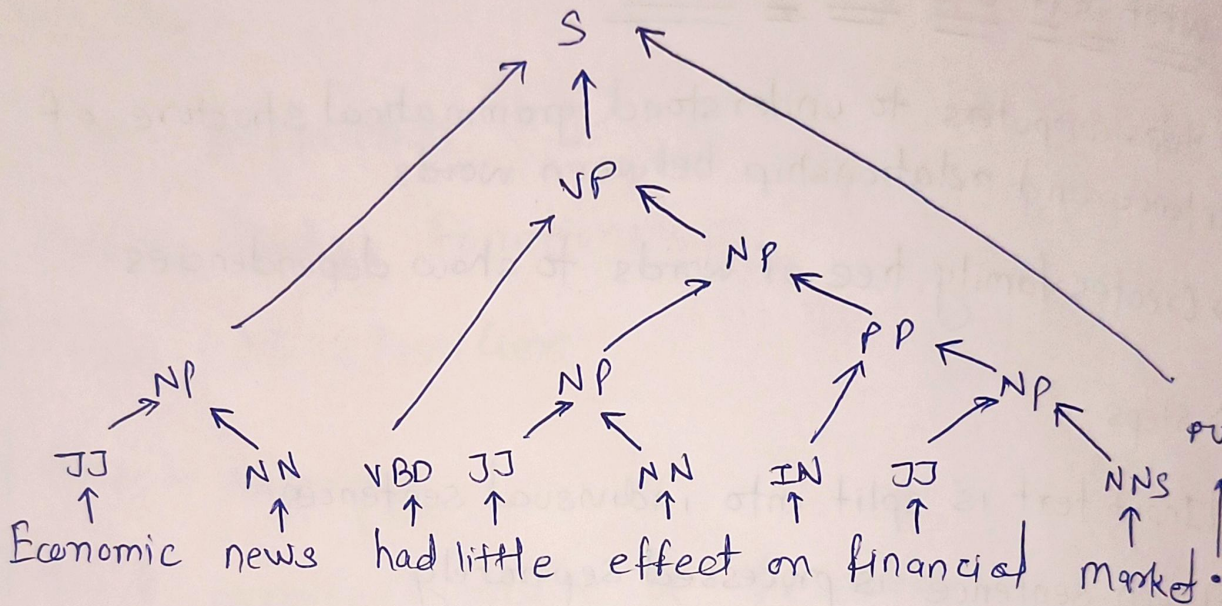 S
VP
NP
PP
NP NP NP
JJ NN VBD JJ NN IN JJ NNS
Economic news had little effect on financial market.